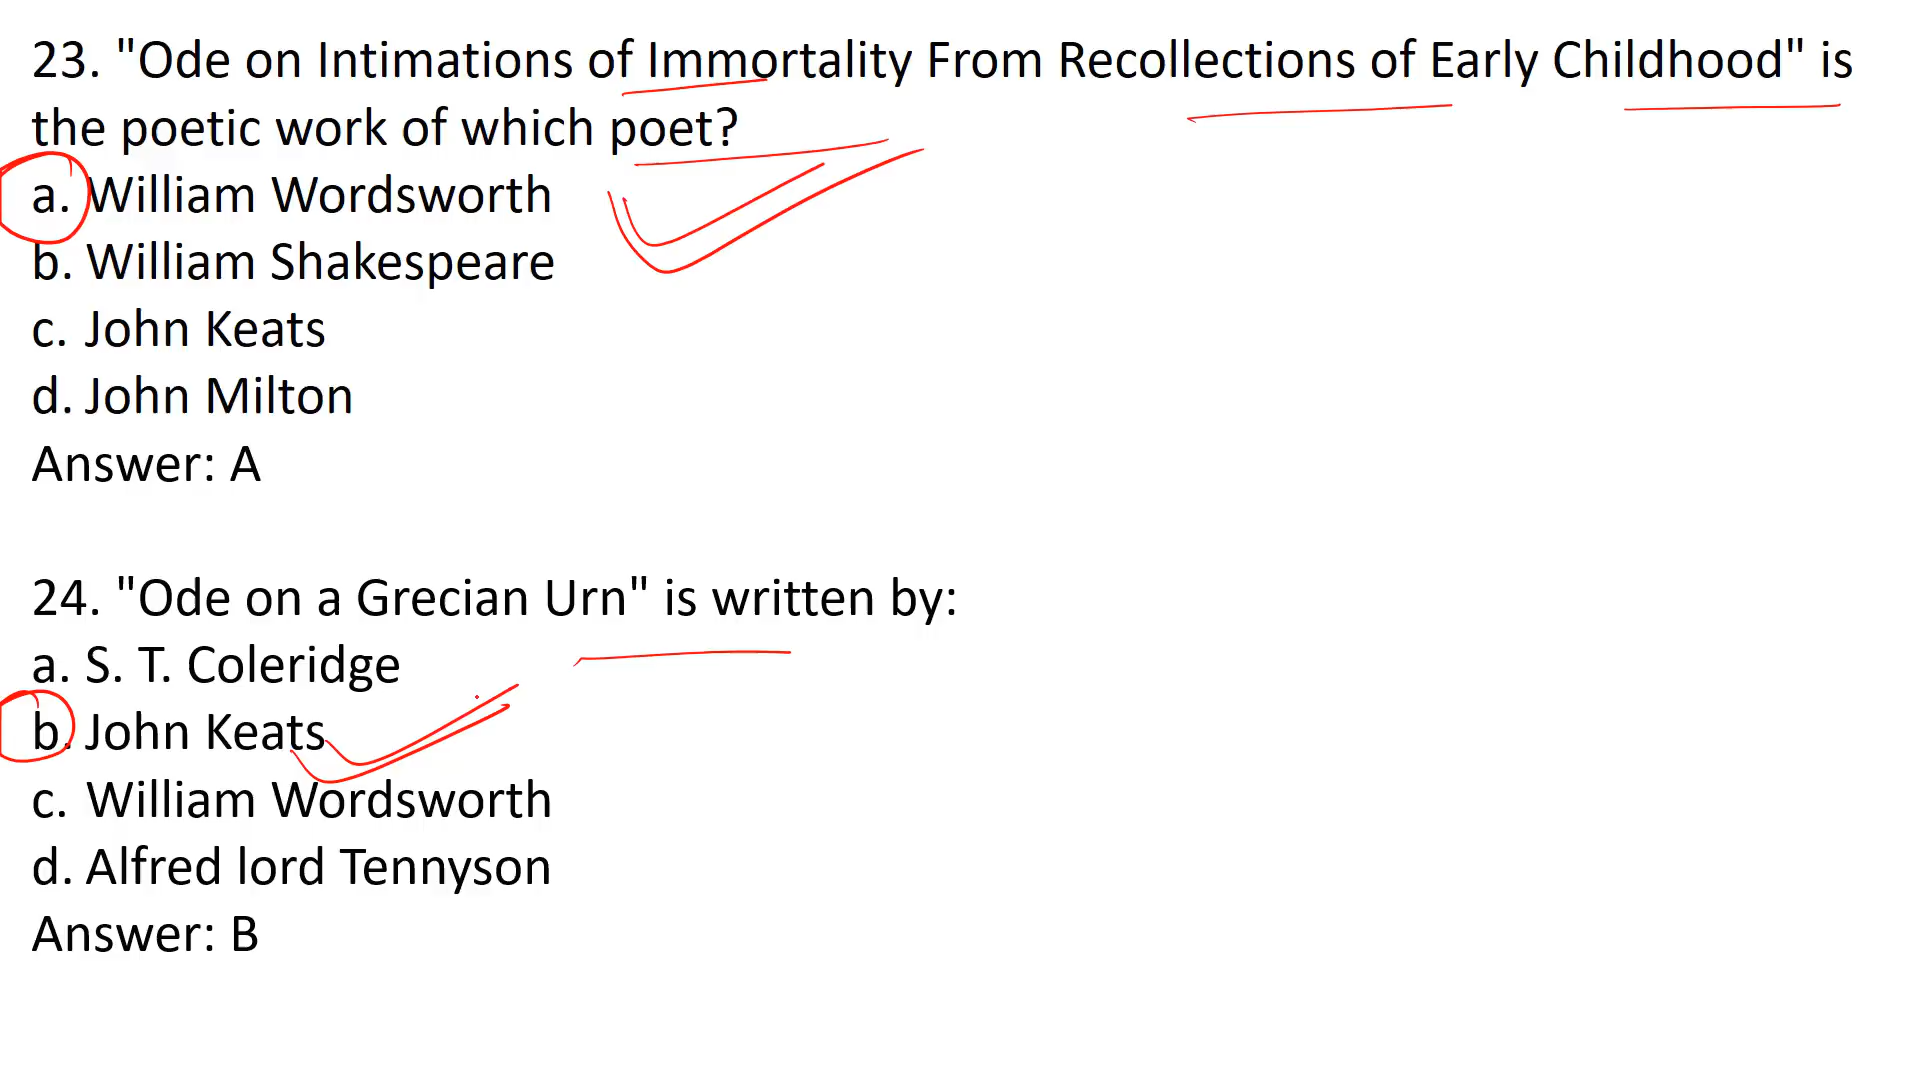 23. "Ode on Intimations of Immortality From Recollections of Early Childhood" is
the poetic work of which poet?
a. William Wordsworth
b. William Shakespeare
c. John Keats
d. John Milton
Answer: A
24. "Ode on a Grecian Urn" is written by:
a. S. T. Coleridge
b. John Keats
c. William Wordsworth
d. Alfred lord Tennyson
Answer: B